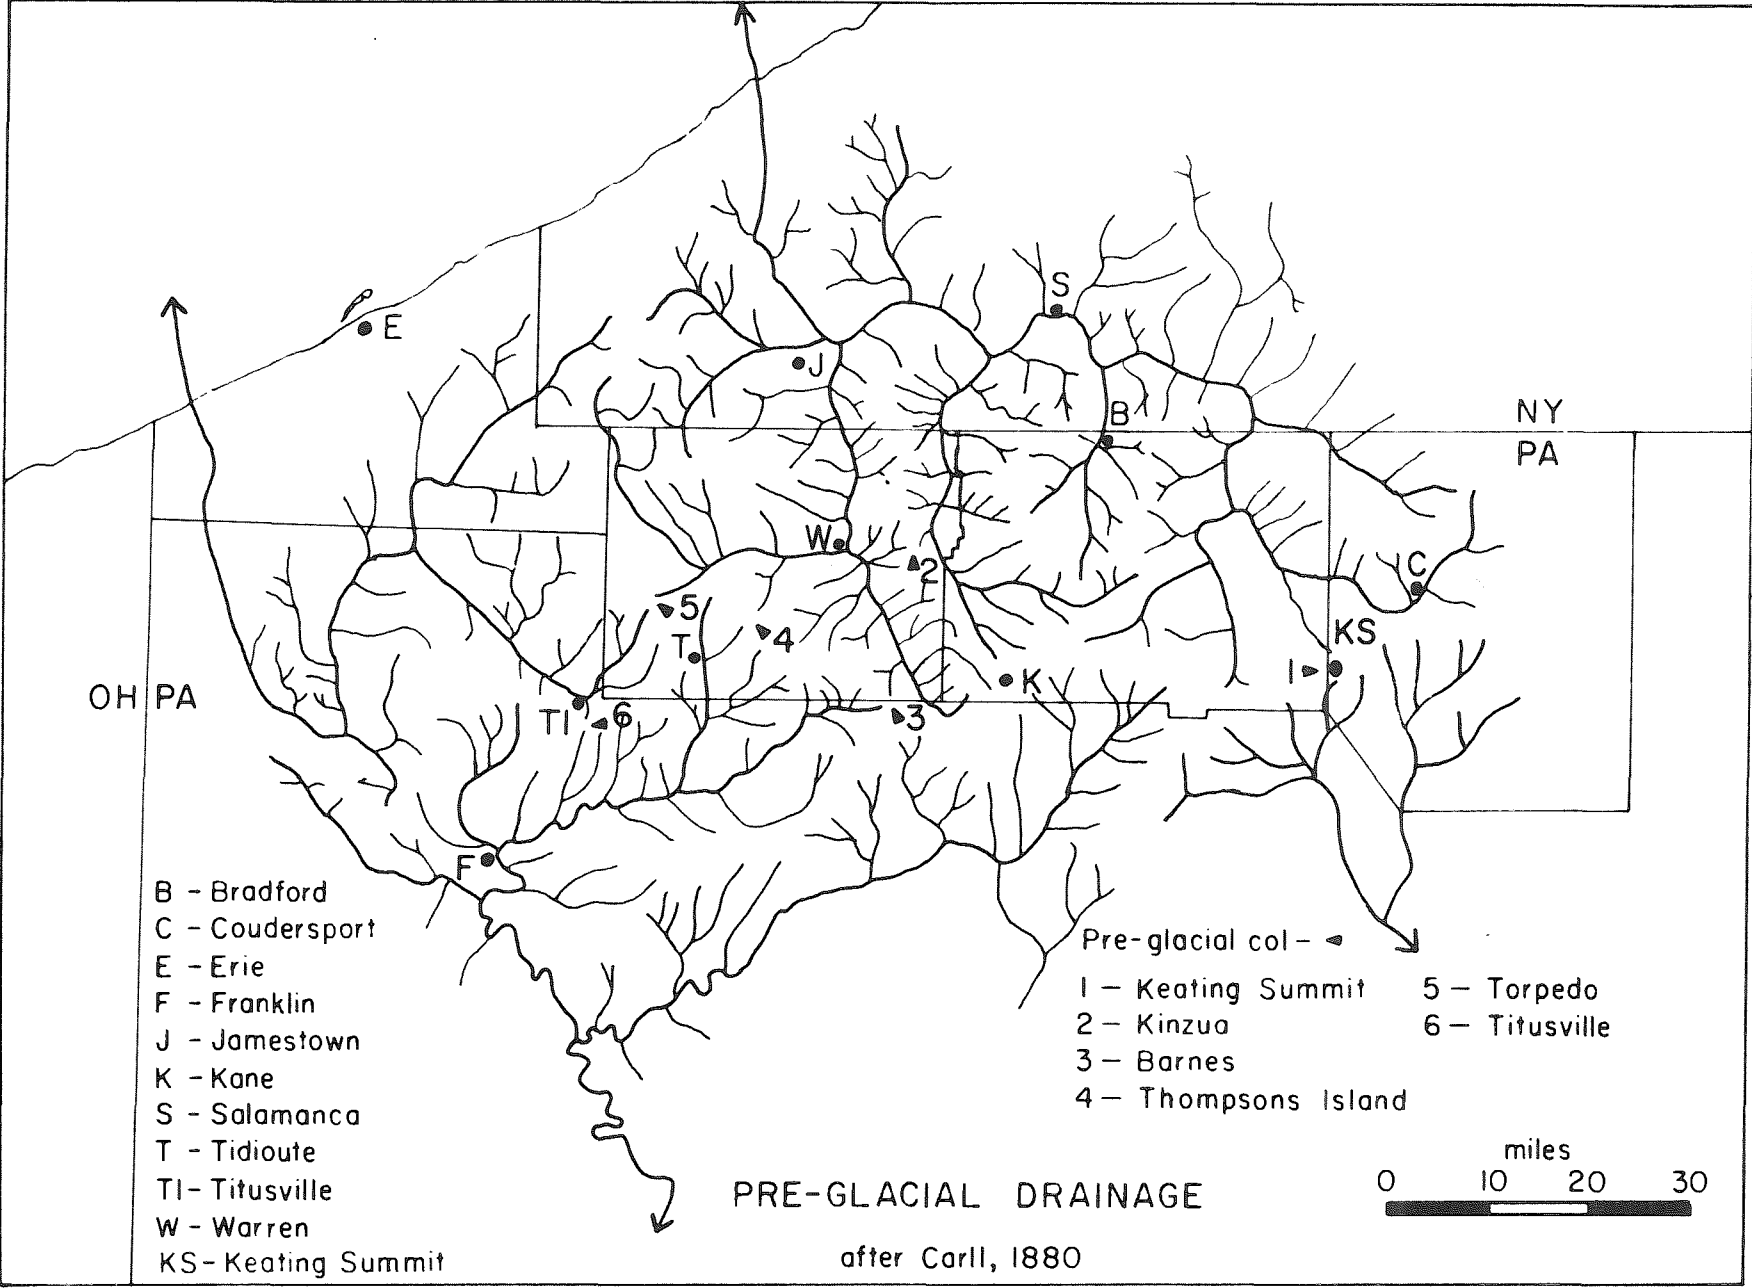 S
E
J
B
NY
PA
W
2
C
5
T
4
KS
1
K
OH PA
TI
6
3
F
B - Bradford
C - Coudersport
E - Erie
F - Franklin
J - Jamestown
K - Kane
S - Salamanca
T - Tidioute
TI- Titusville
W - Warren
KS- Keating Summit
Pre-glacial col -
1 - Keating Summit
2 - Kinzua
3 - Barnes
4 - Thompsons Island
5 - Torpedo
6 - Titusville
miles
0 10 20 30
PRE-GLACIAL DRAINAGE
after Carll, 1880